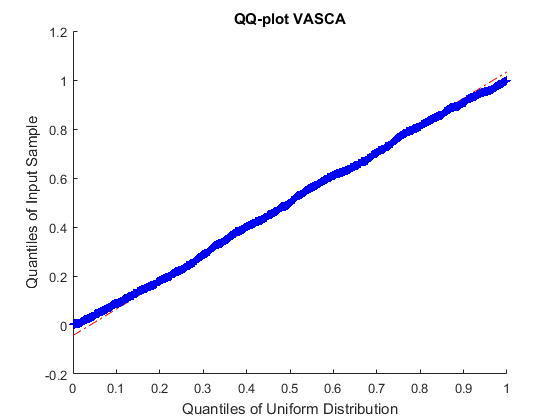 QQ-plot VASCA
1.2
1
0.8
0.6
0.4
0.2
0
-0.2
Quantiles of Input Sample
0 0.1 0.2 0.3 0.4 0.5 0.6 0.7 0.8 0.9 1
Quantiles of Uniform Distribution